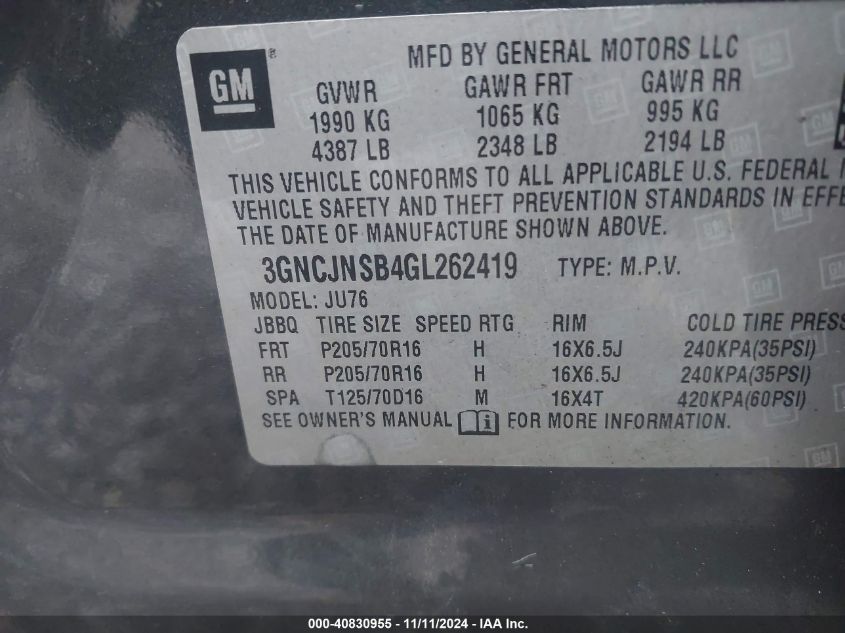 GM ®
MFD BY GENERAL MOTORS LLC
GVWR GAWR FRT GAWR RR
1990 KG 1065 KG 995 KG
4387 LB 2348 LB 2194 LB
THIS VEHICLE CONFORMS TO ALL APPLICABLE U.S. FEDERAL
VEHICLE SAFETY AND THEFT PREVENTION STANDARDS IN EFFE
THE DATE OF MANUFACTURE SHOWN ABOVE.
3GNCJNSB4GL262419 TYPE: M.P.V.
MODEL: JU76
JBBQ TIRE SIZE SPEED RTG RIM COLD TIRE PRESS
FRT P205/70R16 H 16X6.5J 240KPA(35PSI)
RR P205/70R16 H 16X6.5J 240KPA(35PSI)
SPA T125/70D16 M 16X4T 420KPA(60PSI)
SEE OWNER'S MANUAL i FOR MORE INFORMATION.
000-40830955 - 11/11/2024 - IAA Inc.